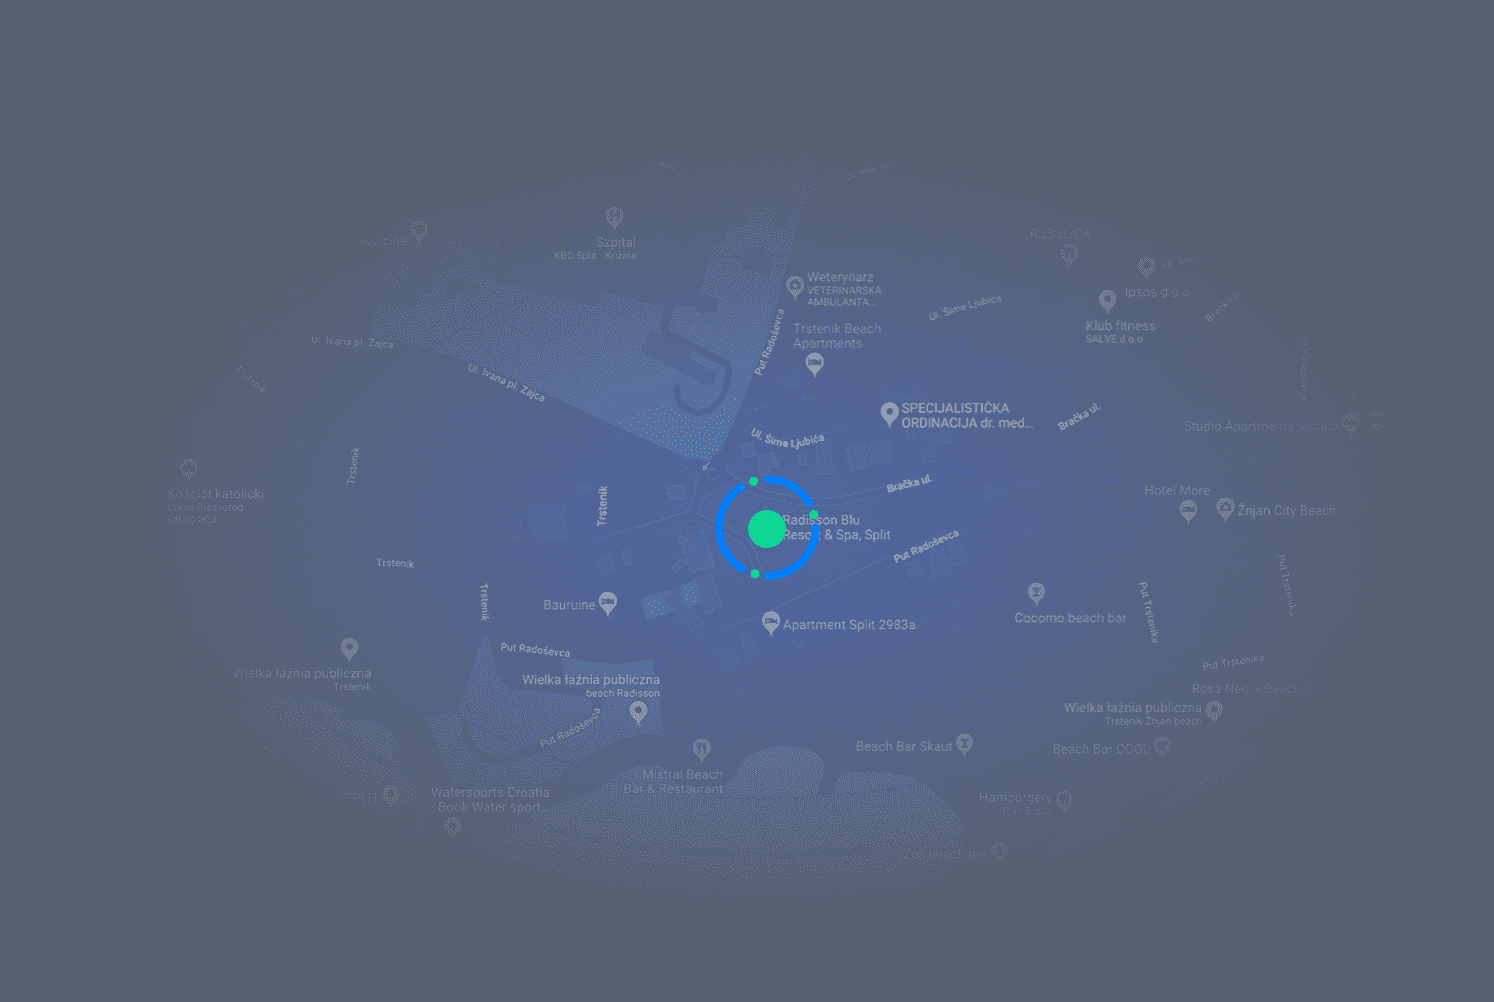 Szpital
KBC Split - Križine
Weterynarz
VETERINARSKA
AMBULANTA...
Trstenik Beach
Apartments
Ul. Šime Ljubića
Ipsos d o o
Klub fitness
SALVE d.o.o
Bračka ul.
Ul. Ivana pl. Zajca
Ul. Ivana pl. Zajca
Put Radoševca
SPECIJALISTIČKA
ORDINACIJA dr. med...
Bračka ul.
Ul. Šime Ljubića
Studio Apartments
Trstenik
Kościół katolicki
Trstenik
Bračka ul.
Hotel More
Žnjan City Beach
Radisson Blu
Resort & Spa, Split
Put Radoševca
Trstenik
Trstenik
Bauruine
Apartment Split 2983a
Cocomo beach bar
Put Trstenika
Put Trstenika
Put Radoševca
Wielka łaźnia publiczna
Trstenik
Wielka łaźnia publiczna
beach Radisson
Put Trstenika
Rosa Negra Beach
Wielka łaźnia publiczna
Trstenik Žnjan beach
Put Radoševca
Beach Bar Skaut
Beach Bar COOL
Mistral Beach
Bar & Restaurant
Watersports Croatia
Book Water sport...
SPLIT
Hamburgery
Zen Beach Bar